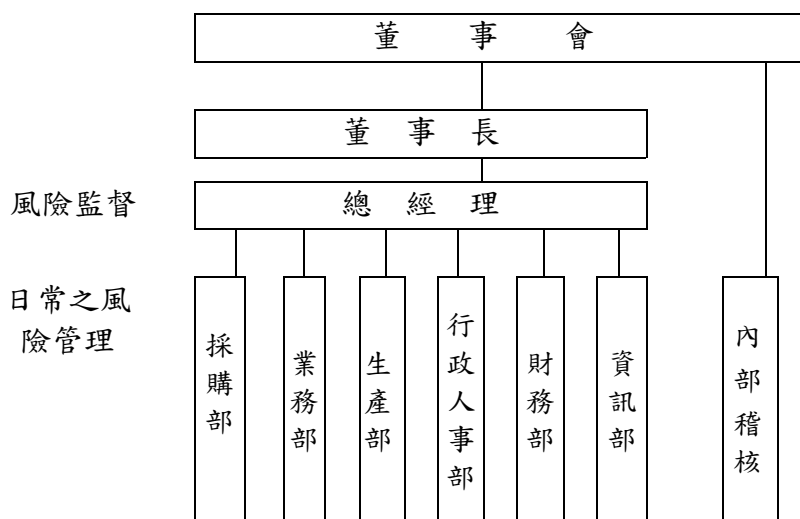 董事會
董事長
風險監督
總經理
日常之風
險管理
採購部
業務部
生產部
行政人事部
財務部
資訊部
內部稽核